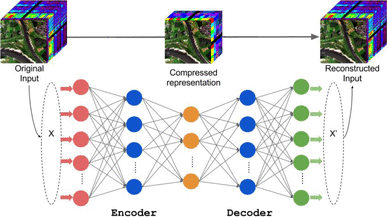 Original
Input
Compressed
representation
Reconstructed
Input
X
X'
Encoder
Decoder